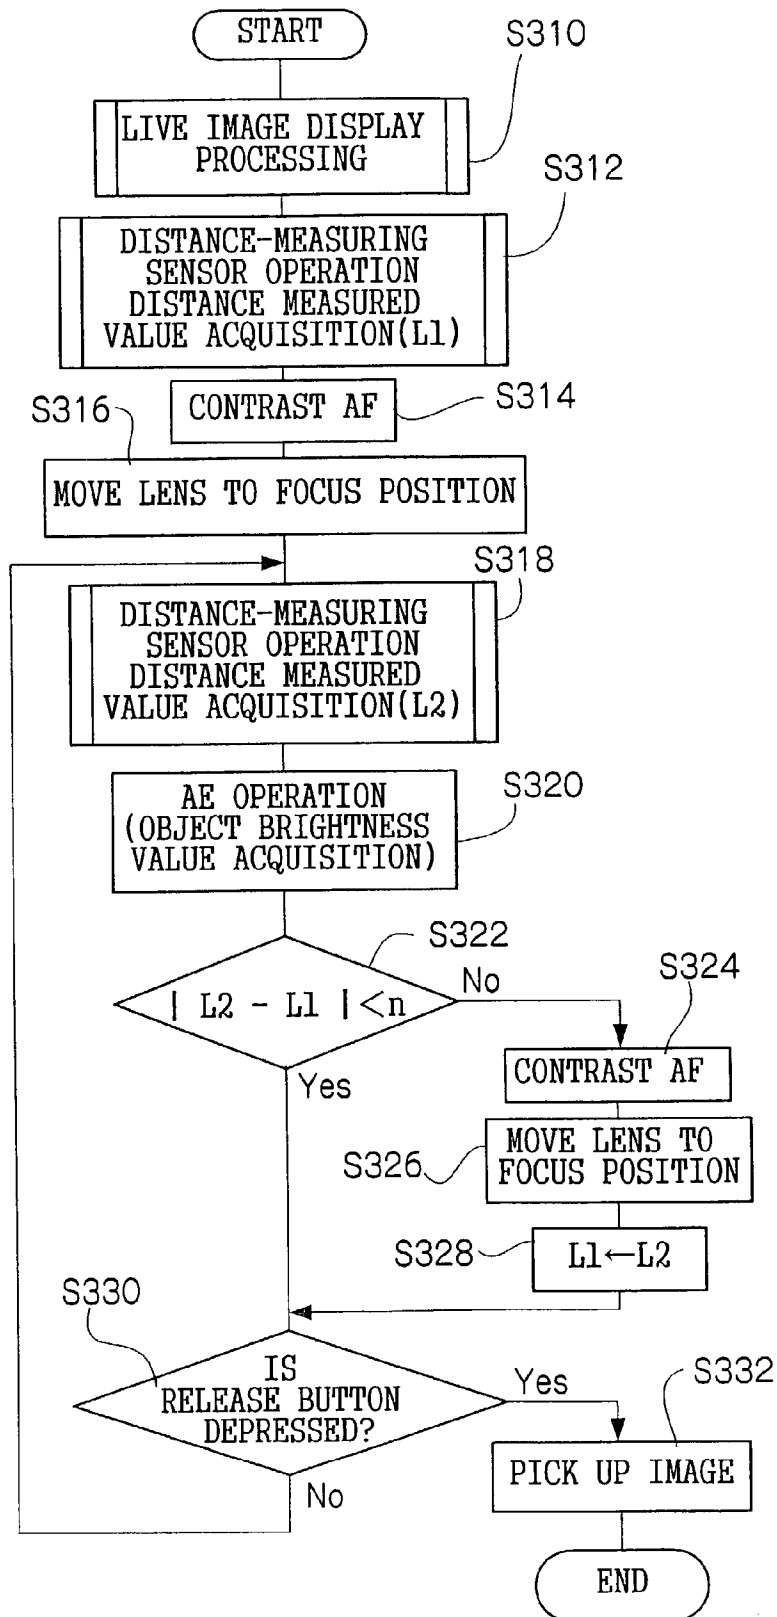 START
S310
LIVE IMAGE DISPLAY
PROCESSING
S312
DISTANCE-MEASURING
SENSOR OPERATION
DISTANCE MEASURED
VALUE ACQUISITION(L1)
S314
CONTRAST AF
S316
MOVE LENS TO FOCUS POSITION
S318
DISTANCE-MEASURING
SENSOR OPERATION
DISTANCE MEASURED
VALUE ACQUISITION(L2)
S320
AE OPERATION
(OBJECT BRIGHTNESS
VALUE ACQUISITION)
S322
| L2 - L1 | <n
No
Yes
S324
CONTRAST AF
S326
MOVE LENS TO
FOCUS POSITION
S328
L1←L2
S330
IS
RELEASE BUTTON
DEPRESSED?
Yes
No
S332
PICK UP IMAGE
END